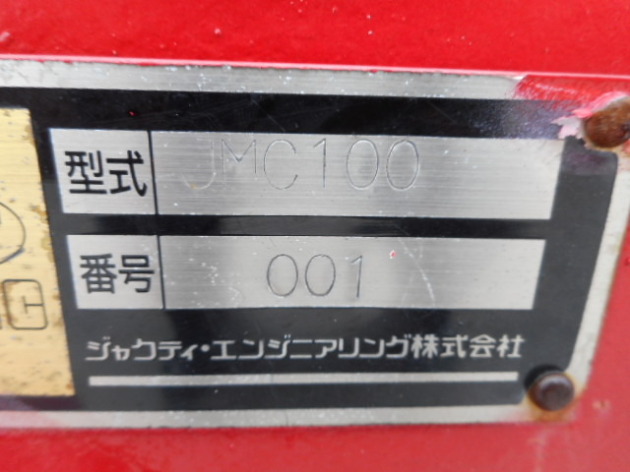 型式 JMC100
番号 001
ジャクティ・エンジニアリング株式会社